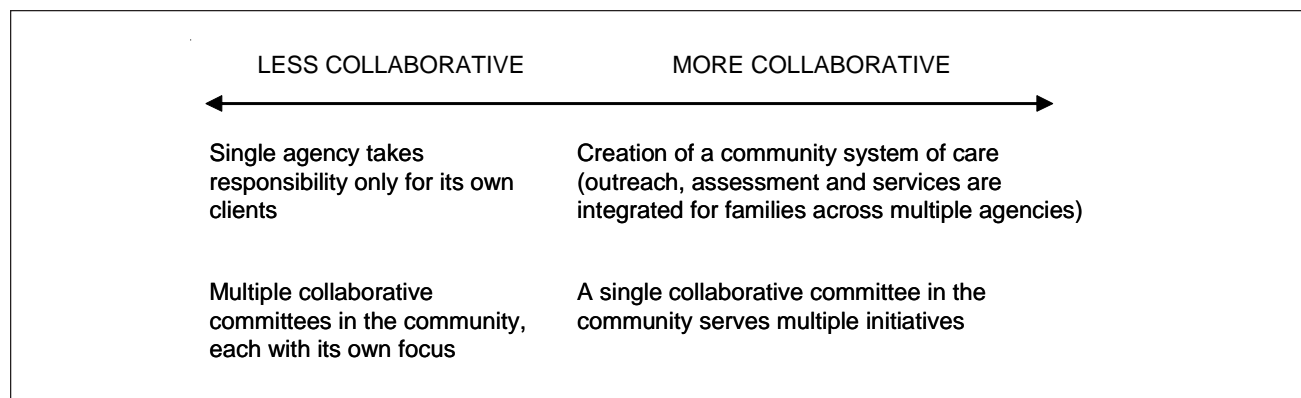 LESS COLLABORATIVE
MORE COLLABORATIVE
Single agency takes
responsibility only for its own
clients
Creation of a community system of care
(outreach, assessment and services are
integrated for families across multiple agencies)
Multiple collaborative
committees in the community,
each with its own focus
A single collaborative committee in the
community serves multiple initiatives